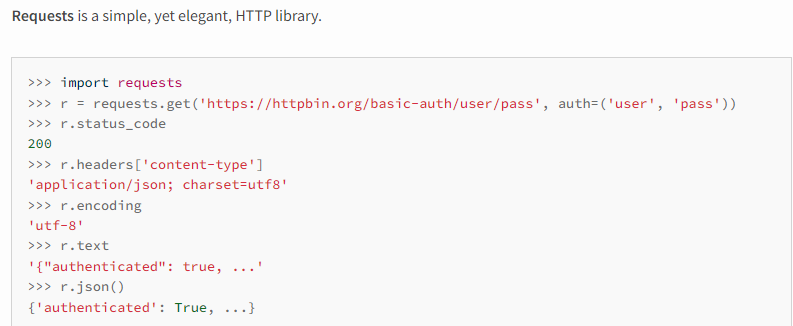 Requests is a simple, yet elegant, HTTP library.
>>> import requests
>>> r = requests.get('https://httpbin.org/basic-auth/user/pass', auth=('user', 'pass'))
>>> r.status_code
200
>>> r.headers['content-type']
'application/json; charset=utf8'
>>> r.encoding
'utf-8'
>>> r.text
'{"authenticated": true, ...'
>>> r.json()
{'authenticated': True, ...}